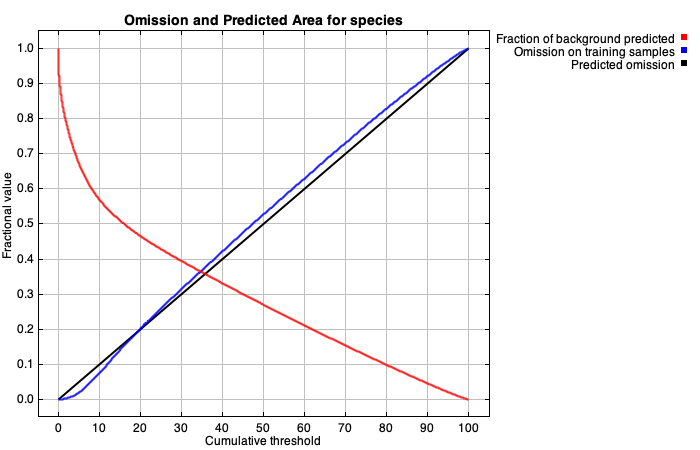 Omission and Predicted Area for species
Fraction of background predicted
Omission on training samples
Predicted omission
Fractional value
1.0
0.9
0.8
0.7
0.6
0.5
0.4
0.3
0.2
0.1
0.0
0 10 20 30 40 50 60 70 80 90 100
Cumulative threshold